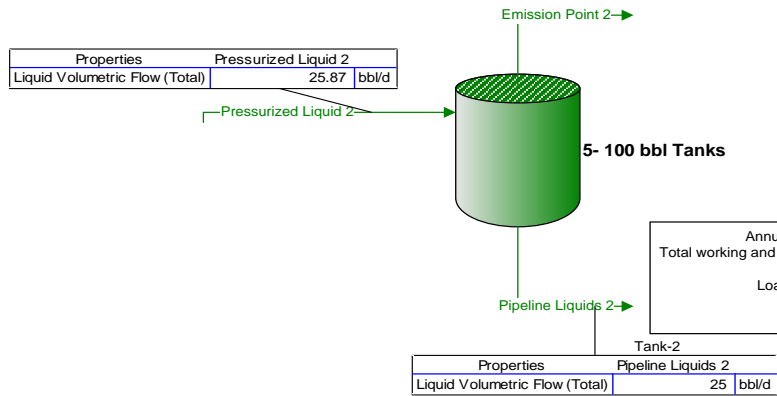 Emission Point 2
Properties Pressurized Liquid 2
Liquid Volumetric Flow (Total) 25.87 bbl/d
Pressurized Liquid 2
5- 100 bbl Tanks
Annu
Total working and
Loa
Pipeline Liquids 2
Tank-2
Properties Pipeline Liquids 2
Liquid Volumetric Flow (Total) 25 bbl/d